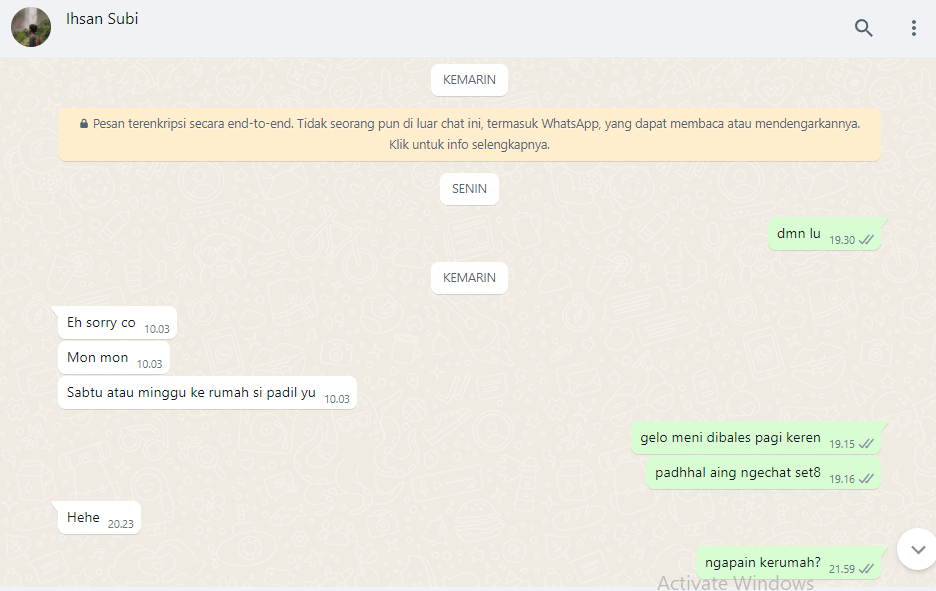 Ihsan Subi
KEMARIN
Pesan terenkripsi secara end-to-end. Tidak seorang pun di luar chat ini, termasuk WhatsApp, yang dapat membaca atau mendengarkannya.
Klik untuk info selengkapnya.
SENIN
dmn lu 19.30
KEMARIN
Eh sorry co 10.03
Mon mon 10.03
Sabtu atau minggu ke rumah si padil yu 10.03
gelo meni dibales pagi keren 19.15
padhhal aing ngechat set8 19.16
Hehe 20.23
ngapain kerumah? 21.59
Activate Windows